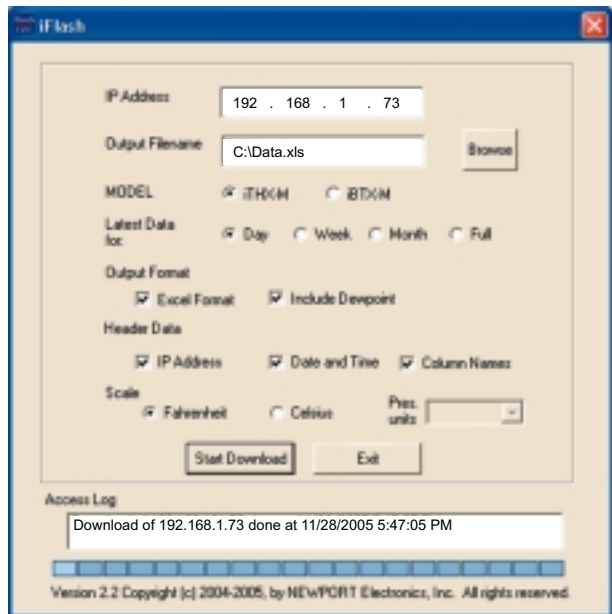 iFlash
IP Address 192 . 168 . 1 . 73
Output Filename C:\Data.xls Browse
MODEL iTHX-M iBTX-M
Latest Data for: Day Week Month Full
Output Format
Excel Format Include Dewpoint
Header Data
IP Address Date and Time Column Names
Scale
Fahrenheit Celsius Pres. units
Start Download Exit
Access Log
Download of 192.168.1.73 done at 11/28/2005 5:47:05 PM
Version 2.2 Copyright (c) 2004-2005, by NEWPORT Electronics, Inc. All rights reserved.